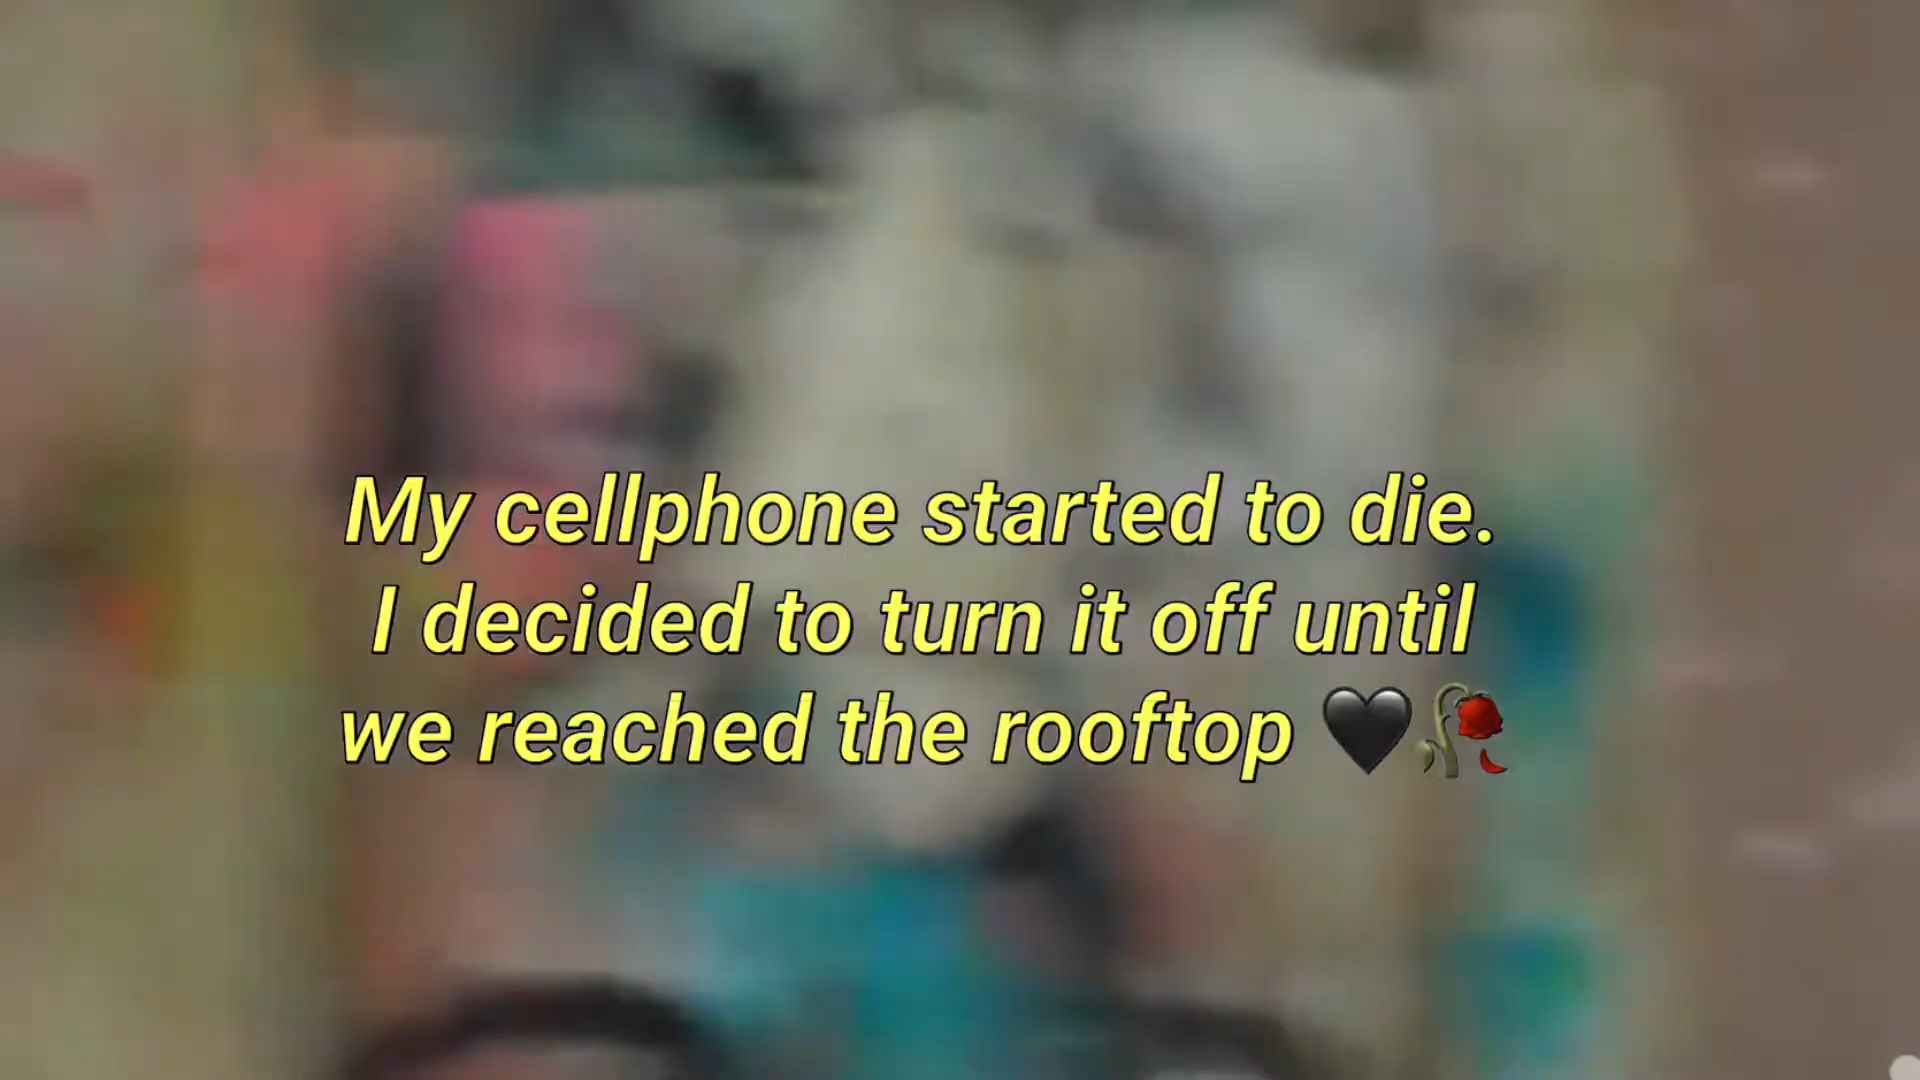 My cellphone started to die.
I decided to turn it off until
we reached the rooftop 🖤🥀